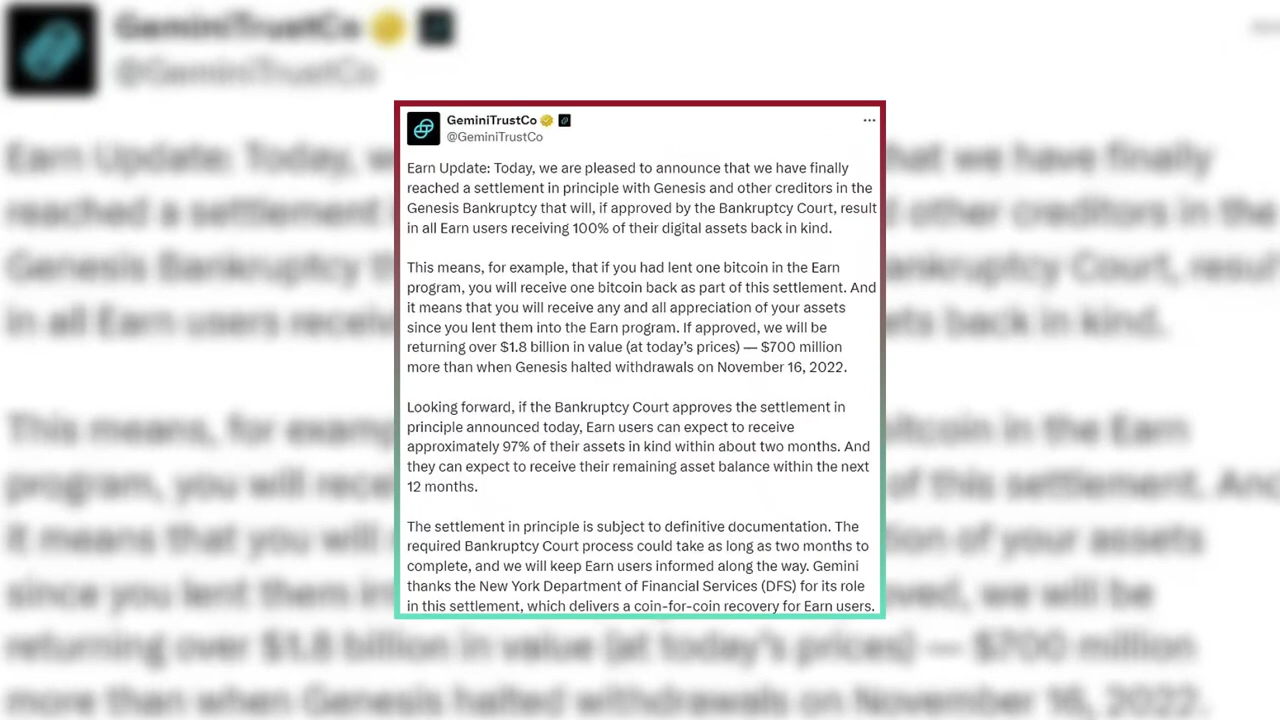 GeminiTrustCo
@GeminiTrustCo
Earn Update: Today, we are pleased to announce that we have finally
reached a settlement in principle with Genesis and other creditors in the
Genesis Bankruptcy that will, if approved by the Bankruptcy Court, result
in all Earn users receiving 100% of their digital assets back in kind.
This means, for example, that if you had lent one bitcoin in the Earn
program, you will receive one bitcoin back as part of this settlement. And
it means that you will receive any and all appreciation of your assets
since you lent them into the Earn program. If approved, we will be
returning over $1.8 billion in value (at today's prices) — $700 million
more than when Genesis halted withdrawals on November 16, 2022.
Looking forward, if the Bankruptcy Court approves the settlement in
principle announced today, Earn users can expect to receive
approximately 97% of their assets in kind within about two months. And
they can expect to receive their remaining asset balance within the next
12 months.
The settlement in principle is subject to definitive documentation. The
required Bankruptcy Court process could take as long as two months to
complete, and we will keep Earn users informed along the way. Gemini
thanks the New York Department of Financial Services (DFS) for its role
in this settlement, which delivers a coin-for-coin recovery for Earn users.